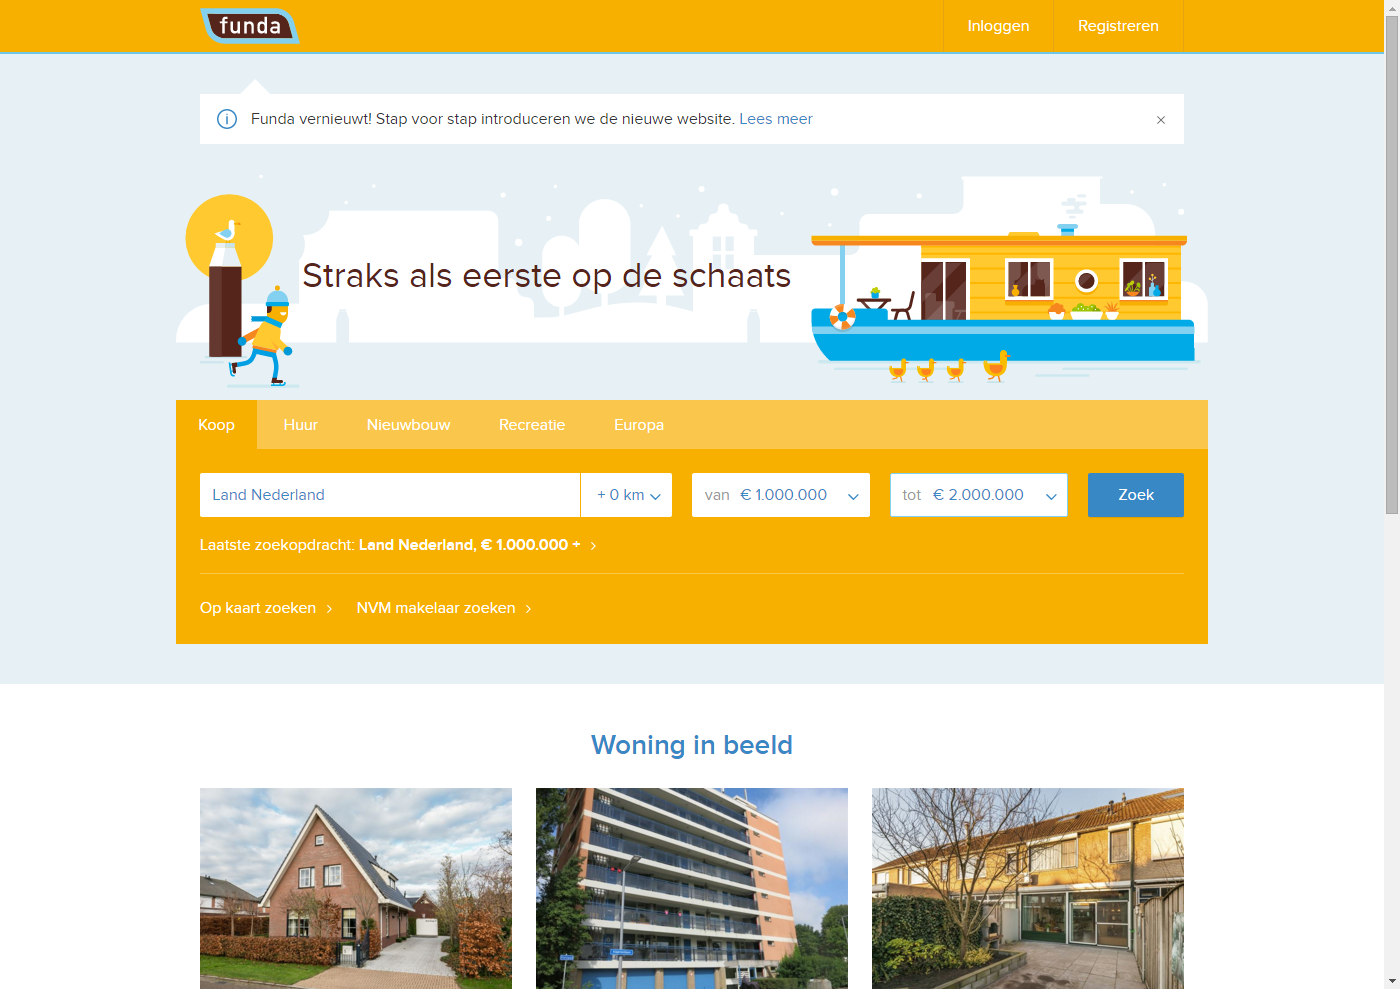 funda
Inloggen
Registreren
Funda vernieuwt! Stap voor stap introduceren we de nieuwe website. Lees meer
Straks als eerste op de schaats
Koop
Huur
Nieuwbouw
Recreatie
Europa
Land Nederland
+ 0 km
van € 1.000.000
tot € 2.000.000
Zoek
Laatste zoekopdracht: Land Nederland, € 1.000.000 +
Op kaart zoeken
NVM makelaar zoeken
Woning in beeld